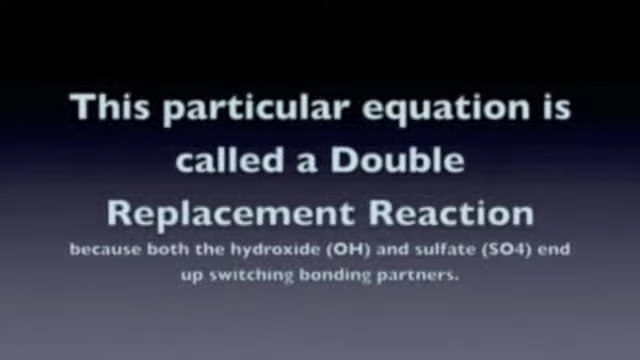 This particular equation is
called a Double
Replacement Reaction
because both the hydroxide (OH) and sulfate (SO4) end
up switching bonding partners.